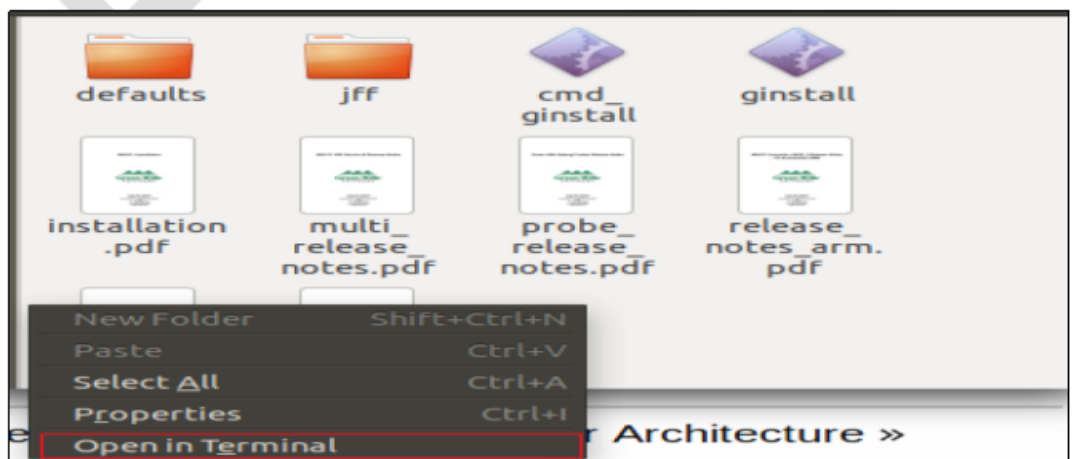 defaults
jff
cmd_
ginstall
ginstall
installation
.pdf
multi_
release_
notes.pdf
probe_
release_
notes.pdf
release_
notes_arm.
pdf
New Folder Shift+Ctrl+N
Paste Ctrl+V
Select All Ctrl+A
Properties Ctrl+I
Open in Terminal
e
r Architecture »